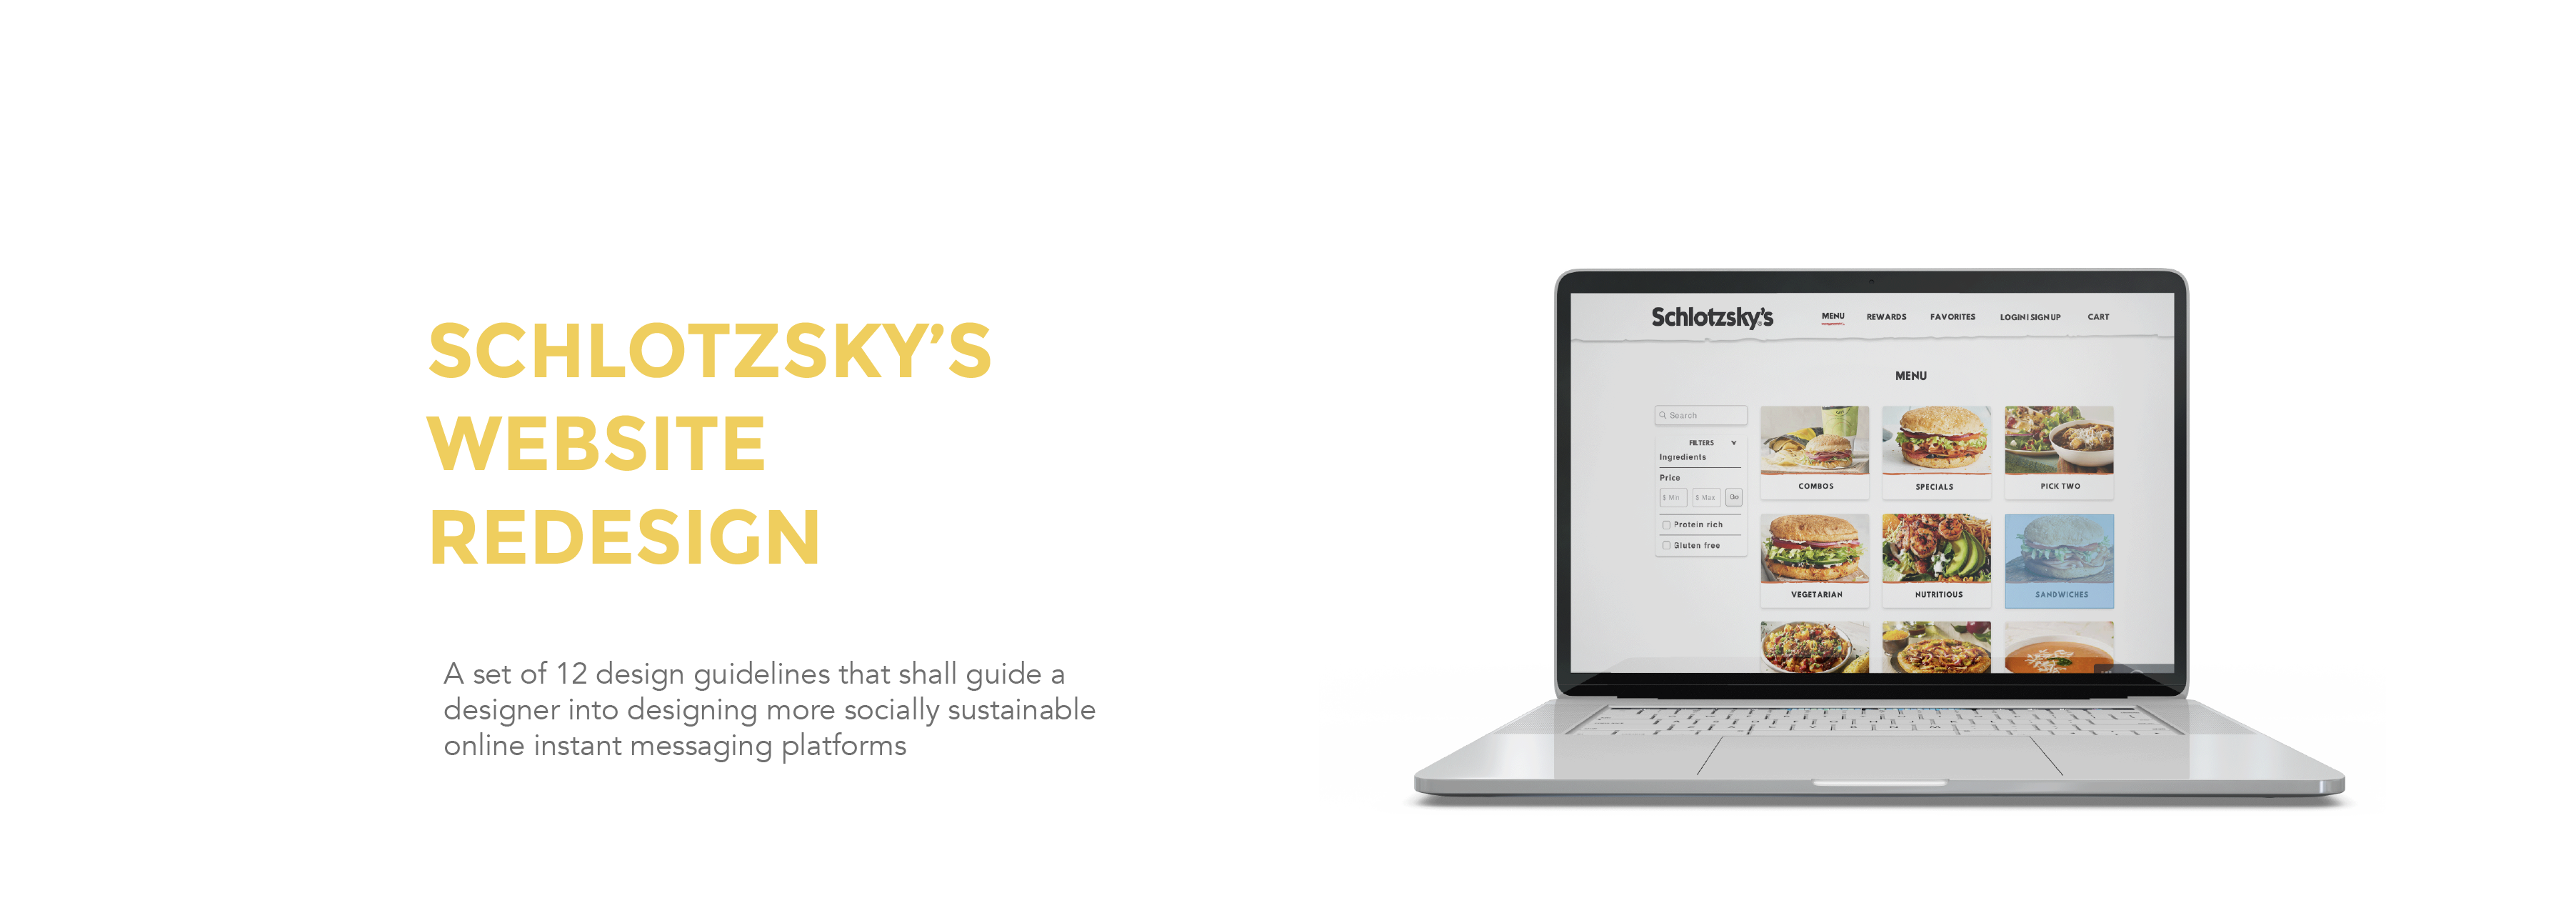 SCHLOTZSKY’S
WEBSITE
REDESIGN
A set of 12 design guidelines that shall guide a
designer into designing more socially sustainable
online instant messaging platforms
Schlotzsky's MENU REWARDS FAVORITES LOGIN I SIGN UP CART
MENU
Search
FILTERS
Ingredients
Price
$ Min $ Max Go
Protein rich
Gluten free
COMBOS SPECIALS PICK TWO
VEGETARIAN NUTRITIOUS SANDWICHES